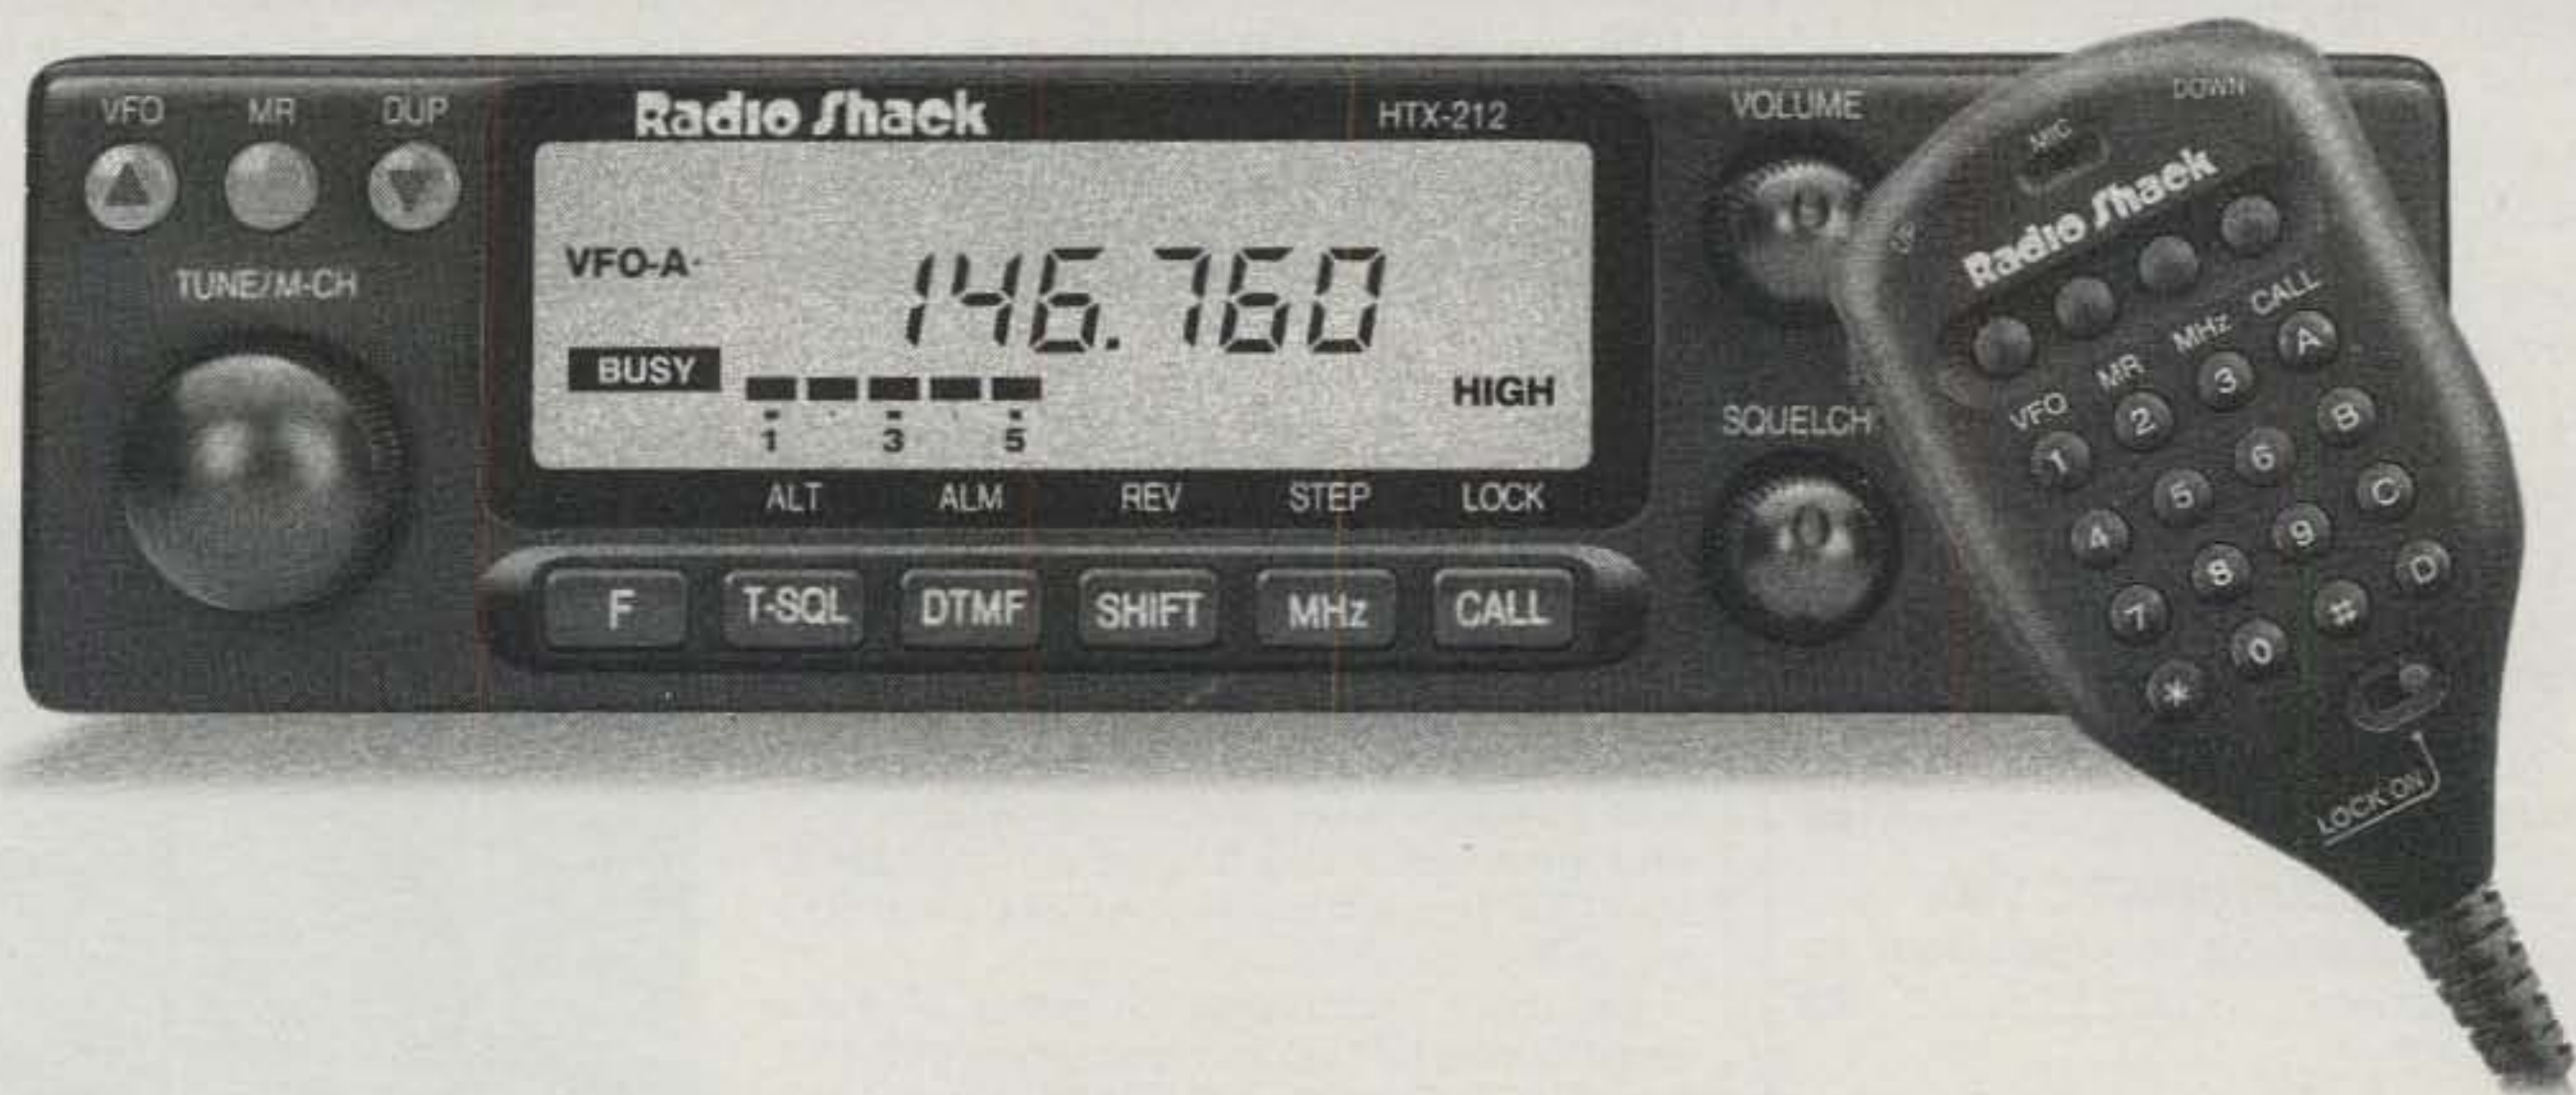 VFO MR DUP
TUNE/M-CH
Radio Shack HTX-212
VFO-A
146.760
BUSY
HIGH
1 3 5
ALT ALM REV STEP LOCK
F T-SQL DTMF SHIFT MHz CALL
VOLUME
SQUELCH
DOWN
MIC
UP
Radio Shack
VFO MR MHz CALL
1 2 3 A
4 5 6 B
7 8 9 C
* 0 # D
LOCK ON